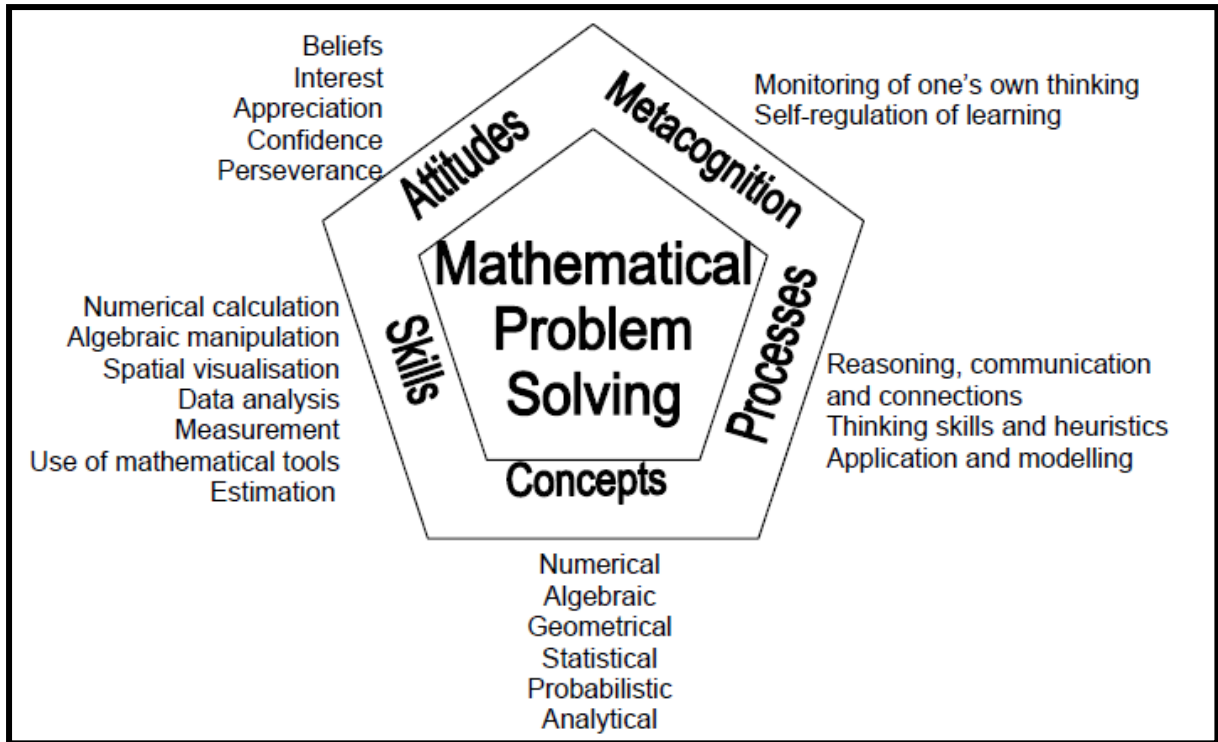 Beliefs
Interest
Appreciation
Confidence
Perseverance
Attitudes
Metacognition
Monitoring of one's own thinking
Self-regulation of learning
Mathematical
Problem
Solving
Numerical calculation
Algebraic manipulation
Spatial visualisation
Data analysis
Measurement
Use of mathematical tools
Estimation
Skills
Processes
Reasoning, communication
and connections
Thinking skills and heuristics
Application and modelling
Concepts
Numerical
Algebraic
Geometrical
Statistical
Probabilistic
Analytical